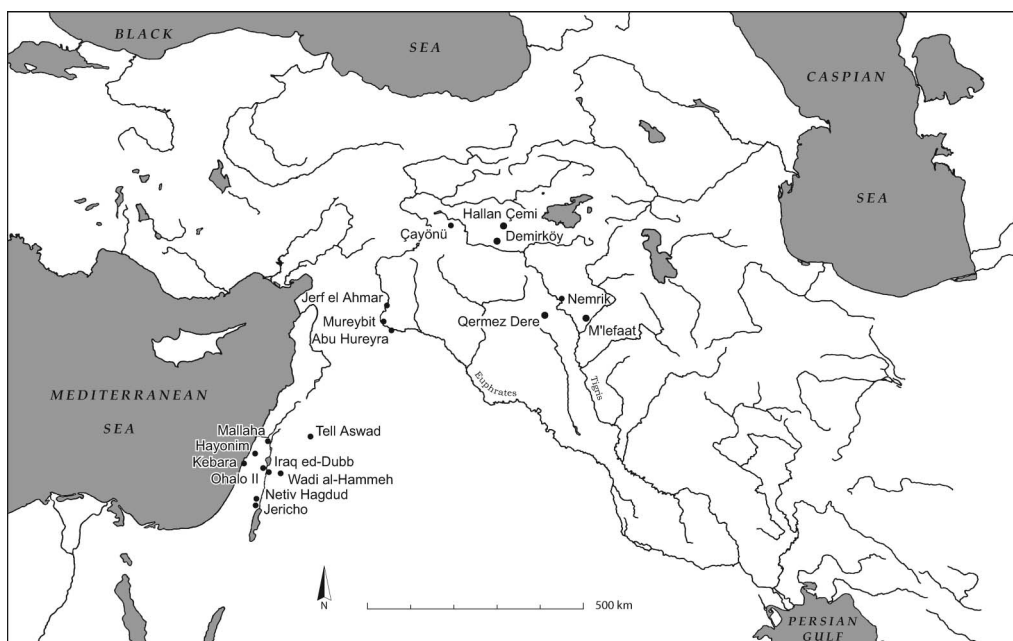 BLACK
SEA
CASPIAN
SEA
Hallan Çemi
Çayönü
Demirköy
Jerf el Ahmar
Nemrik
Mureybit
Qermez Dere
M'lefaat
Abu Hureyra
Euphrates
Tigris
MEDITERRANEAN
SEA
Mallaha
Tell Aswad
Hayonim
Kebara
Iraq ed-Dubb
Ohalo II
Wadi al-Hammeh
Netiv Hagdud
Jericho
N
500 km
PERSIAN
GULF